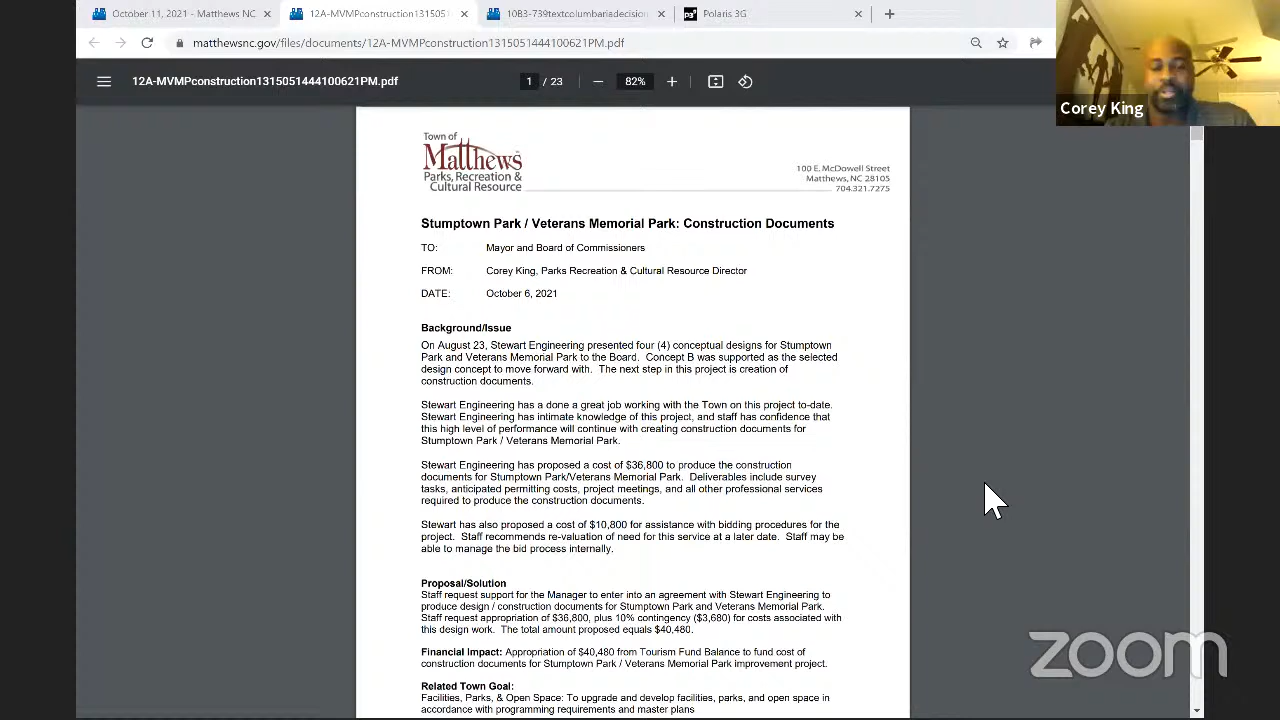 October 11, 2021 - Matthews NC.
12A-MVMPconstruction13150514
10B3-739textcolumbariadecision
P3
Polaris 3G
matthewsnc.gov/files/documents/12A-MVMPconstruction1315051444100621PM.pdf
12A-MVMPconstruction1315051444100621PM.pdf
1 / 23
82%
Corey King
Town of
Matthews
Parks, Recreation &
Cultural Resource
100 E. McDowell Street
Matthews, NC 28105
704.321.7275
Stumptown Park / Veterans Memorial Park: Construction Documents
TO: Mayor and Board of Commissioners
FROM: Corey King, Parks Recreation & Cultural Resource Director
DATE: October 6, 2021
Background/Issue
On August 23, Stewart Engineering presented four (4) conceptual designs for Stumptown
Park and Veterans Memorial Park to the Board. Concept B was supported as the selected
design concept to move forward with. The next step in this project is creation of
construction documents.
Stewart Engineering has a done a great job working with the Town on this project to-date.
Stewart Engineering has intimate knowledge of this project, and staff has confidence that
this high level of performance will continue with creating construction documents for
Stumptown Park / Veterans Memorial Park.
Stewart Engineering has proposed a cost of $36,800 to produce the construction
documents for Stumptown Park/Veterans Memorial Park. Deliverables include survey
tasks, anticipated permitting costs, project meetings, and all other professional services
required to produce the construction documents.
Stewart has also proposed a cost of $10,800 for assistance with bidding procedures for the
project. Staff recommends re-valuation of need for this service at a later date. Staff may be
able to manage the bid process internally.
Proposal/Solution
Staff request support for the Manager to enter into an agreement with Stewart Engineering to
produce design / construction documents for Stumptown Park and Veterans Memorial Park.
Staff request appropriation of $36,800, plus 10% contingency ($3,680) for costs associated with
this design work. The total amount proposed equals $40,480.
Financial Impact: Appropriation of $40,480 from Tourism Fund Balance to fund cost of
construction documents for Stumptown Park / Veterans Memorial Park improvement project.
Related Town Goal:
Facilities, Parks, & Open Space: To upgrade and develop facilities, parks, and open space in
accordance with programming requirements and master plans
zoom